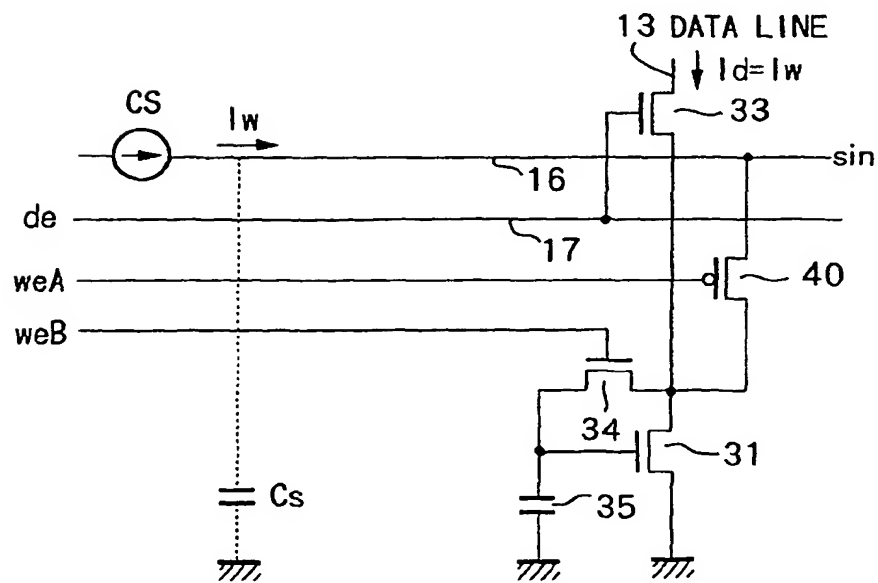 13 DATA LINE
Id=Iw
CS
Iw
33
16
sin
de
17
weA
40
weB
34
31
Cs
35